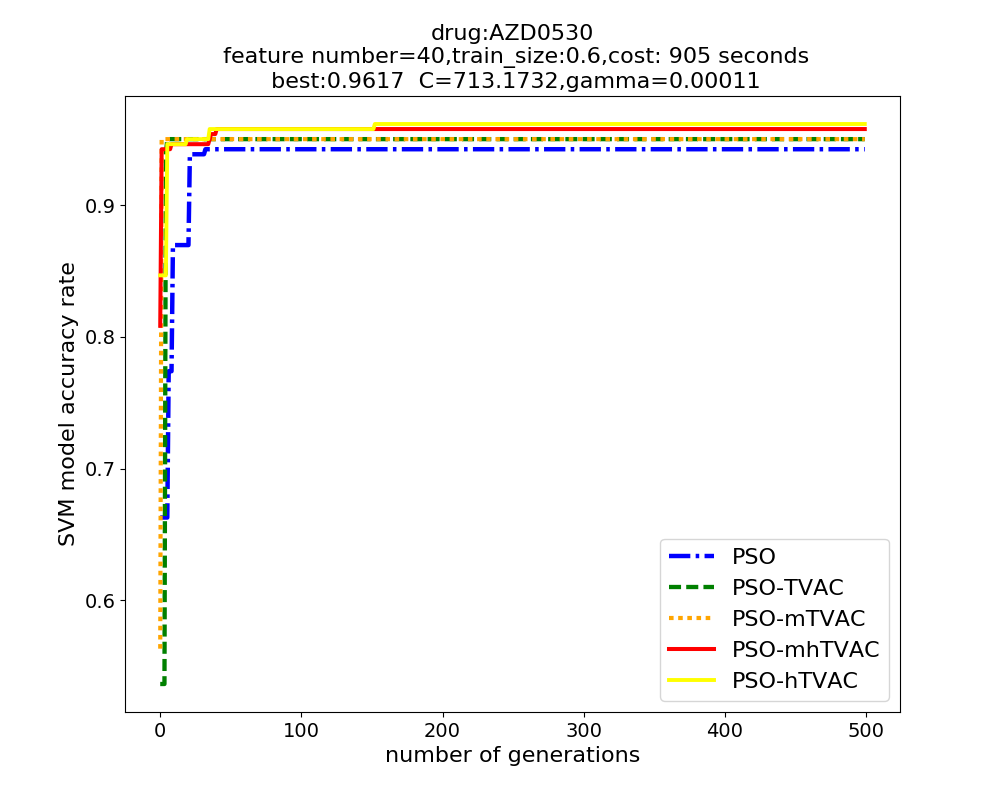 drug:AZD0530
feature number=40,train_size:0.6,cost: 905 seconds
best:0.9617  C=713.1732,gamma=0.00011
0.9
0.8
0.7
0.6
SVM model accuracy rate
PSO
PSO-TVAC
PSO-mTVAC
PSO-mhTVAC
PSO-hTVAC
0 100 200 300 400 500
number of generations